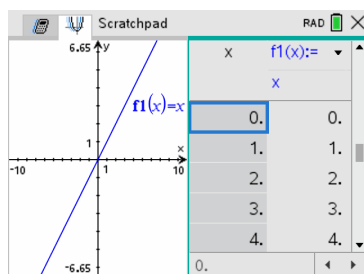 Scratchpad
RAD
6.65
y
f1(x)=x
1
x
-10
1
10
-6.65
x
f1(x):=
x
0.
0.
1.
1.
2.
2.
3.
3.
4.
4.
0.